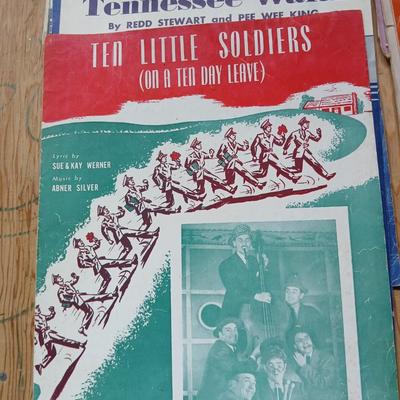 Tennessee
By REDD STEWART and PEE WEE KING
TEN LITTLE SOLDIERS
(ON A TEN DAY LEAVE)
Lyric by
SUE & KAY WERNER
Music by
ABNER SILVER